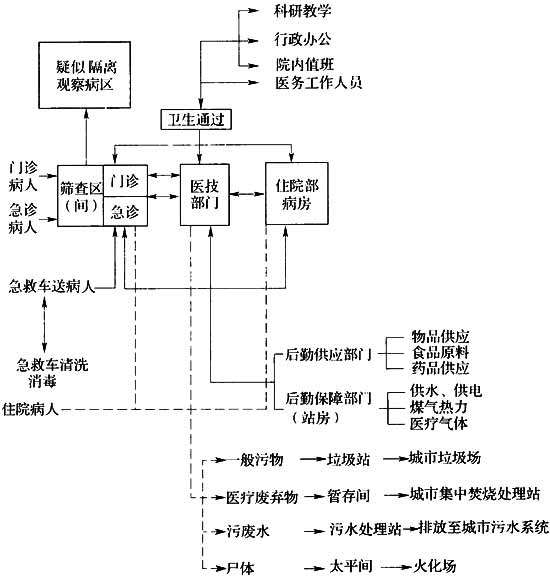 科研教学
行政办公
院内值班
医务工作人员
疑似隔离
观察病区
卫生通过
门诊
病人
急诊
病人
筛查区
（间）
门诊
急诊
医技
部门
住院部
病房
急救车送病人
急救车清洗
消毒
住院病人
后勤供应部门
物品供应
食品原料
药品供应
后勤保障部门
（站房）
供水、供电
煤气热力
医疗气体
一般污物 垃圾站 城市垃圾场
医疗废弃物 暂存间 城市集中焚烧处理站
污废水 污水处理站 排放至城市污水系统
尸体 太平间 火化场